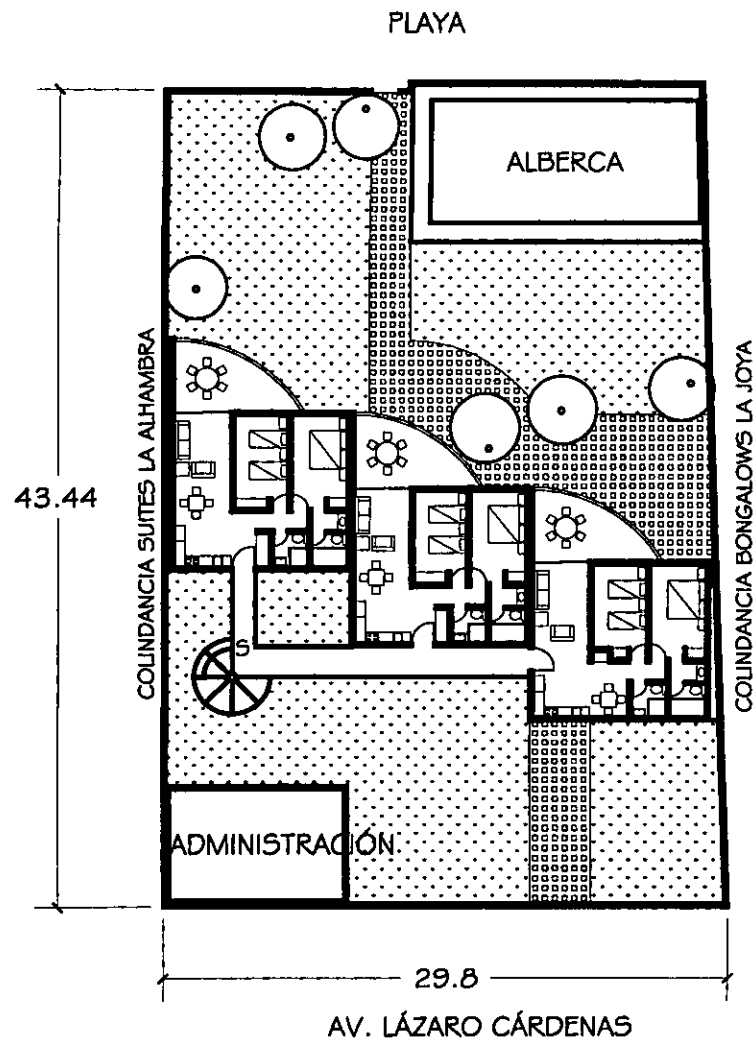 PLAYA
ALBERCA
COLINDANCIA SUITES LA ALHAMBRA
COLINDANCIA BONGALOWS LA JOYA
43.44
S
ADMINISTRACIÓN
29.8
AV. LÁZARO CÁRDENAS